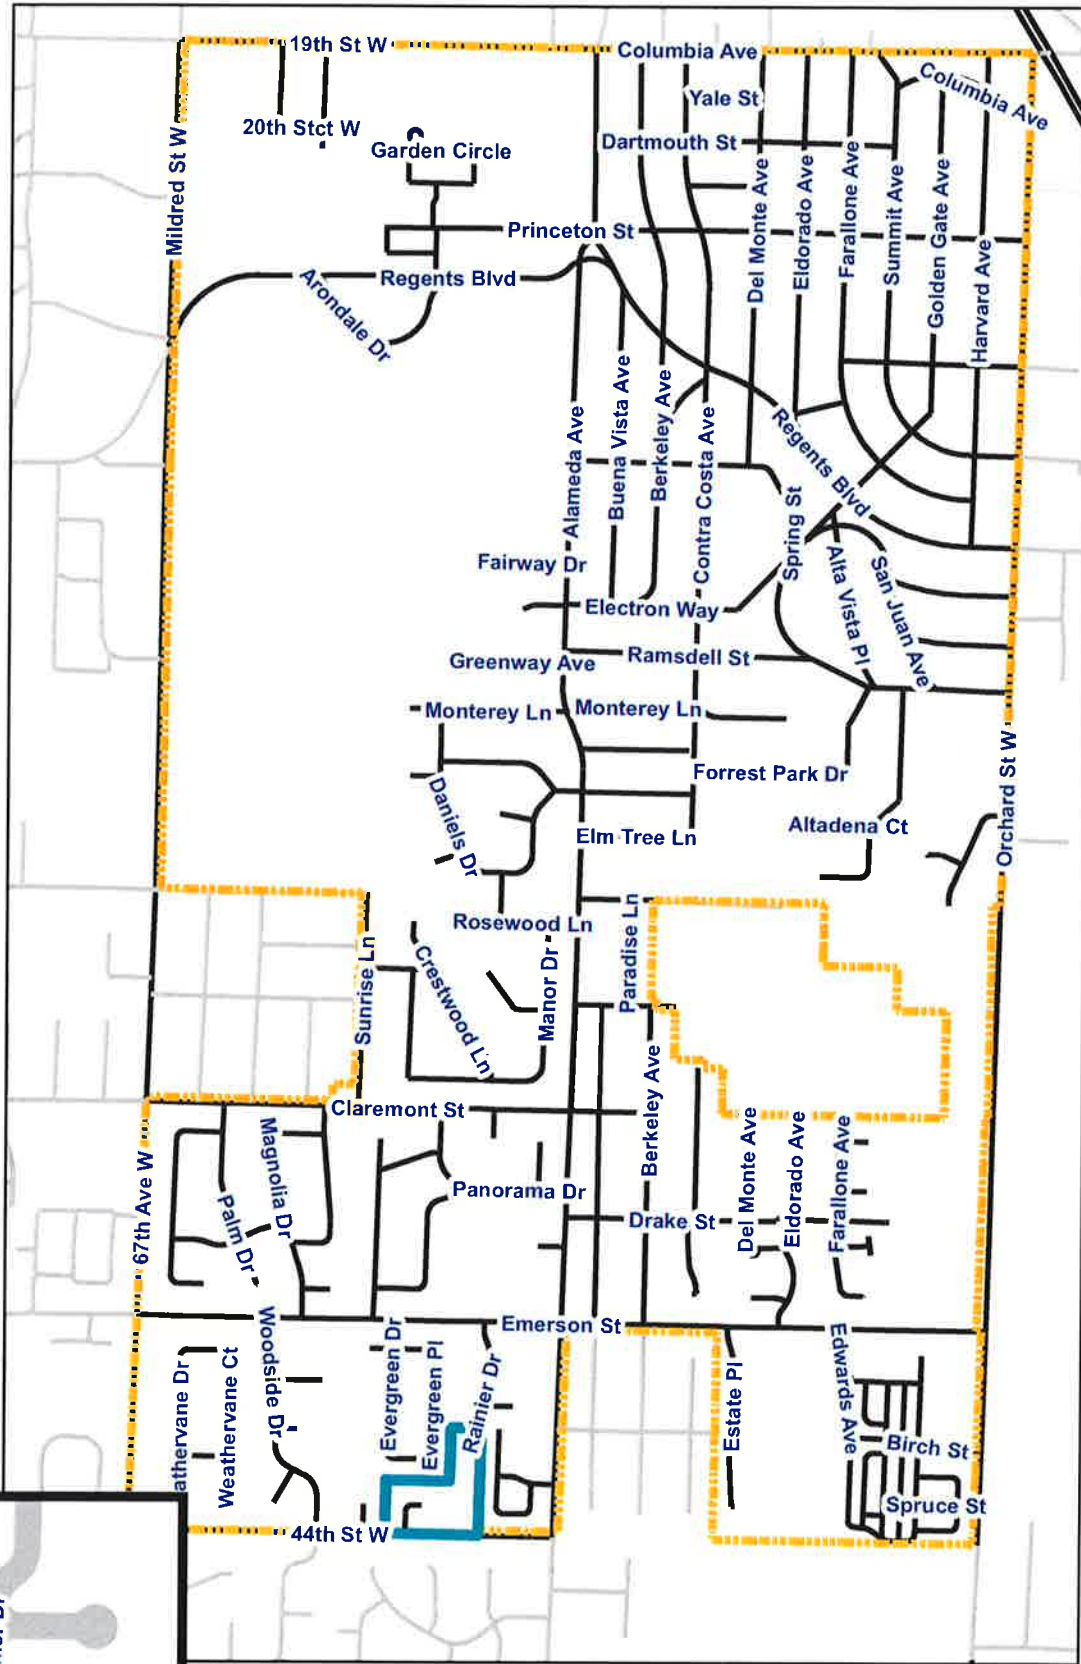 19th St W
Columbia Ave
Columbia Ave
Yale St
20th Stct W
Garden Circle
Dartmouth St
Mildred St W
Princeton St
Del Monte Ave
Eldorado Ave
Farallone Ave
Summit Ave
Golden Gate Ave
Harvard Ave
Arondale Dr
Regents Blvd
Alameda Ave
Buena Vista Ave
Berkeley Ave
Contra Costa Ave
Regents Blvd
Spring St
Fairway Dr
Alta Vista Pl
San Juan Ave
Electron Way
Greenway Ave
Ramsdell St
Monterey Ln
Monterey Ln
Forrest Park Dr
Orchard St W
Daniels Dr
Elm Tree Ln
Altadena Ct
Rosewood Ln
Paradise Ln
Sunrise Ln
Crestwood Ln
Manor Dr
Claremont St
Berkeley Ave
Magnolia Dr
Palm Dr
67th Ave W
Panorama Dr
Drake St
Del Monte Ave
Eldorado Ave
Farallone Ave
Emerson St
Woodside Dr
athervane Dr
Weathervane Ct
Evergreen Dr
Evergreen Pl
Rainier Dr
Estate Pl
Edwards Ave
Birch St
Spruce St
44th St W